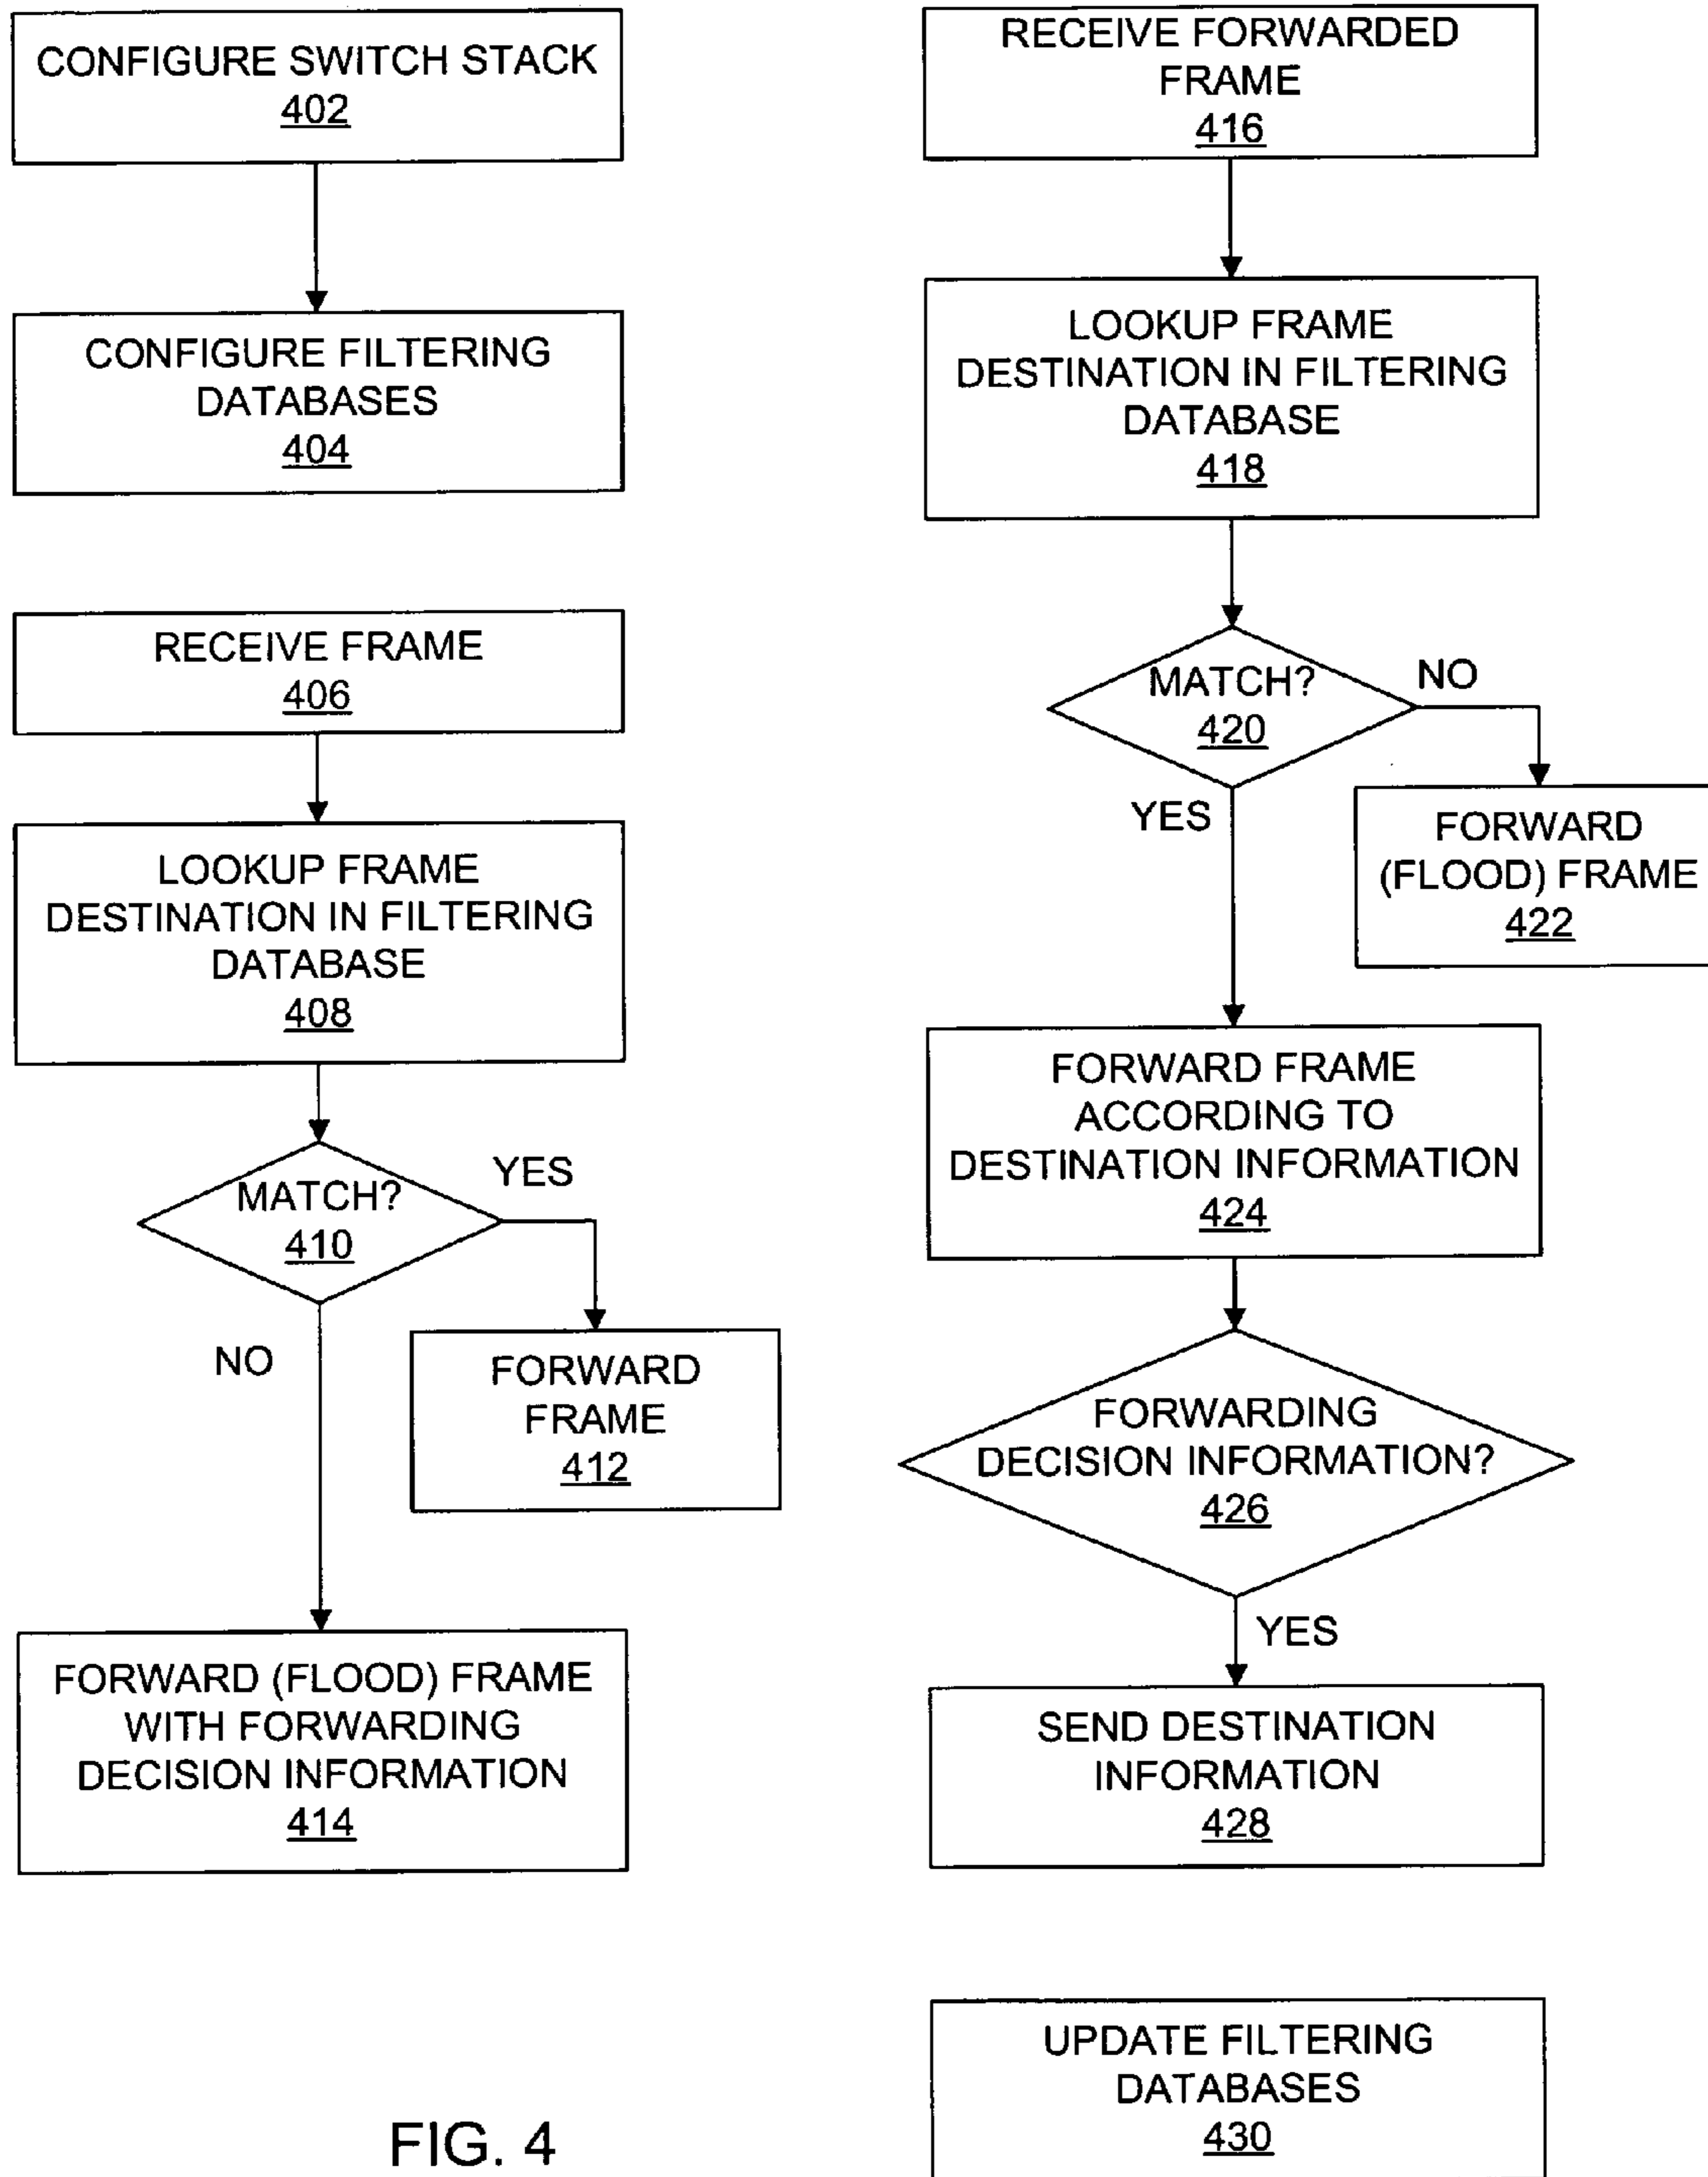 CONFIGURE SWITCH STACK
402
CONFIGURE FILTERING
DATABASES
404
RECEIVE FRAME
406
LOOKUP FRAME
DESTINATION IN FILTERING
DATABASE
408
MATCH?
410
YES
NO
FORWARD
FRAME
412
FORWARD (FLOOD) FRAME
WITH FORWARDING
DECISION INFORMATION
414
RECEIVE FORWARDED
FRAME
416
LOOKUP FRAME
DESTINATION IN FILTERING
DATABASE
418
MATCH?
420
NO
YES
FORWARD
(FLOOD) FRAME
422
FORWARD FRAME
ACCORDING TO
DESTINATION INFORMATION
424
FORWARDING
DECISION INFORMATION?
426
YES
SEND DESTINATION
INFORMATION
428
UPDATE FILTERING
DATABASES
430
FIG. 4